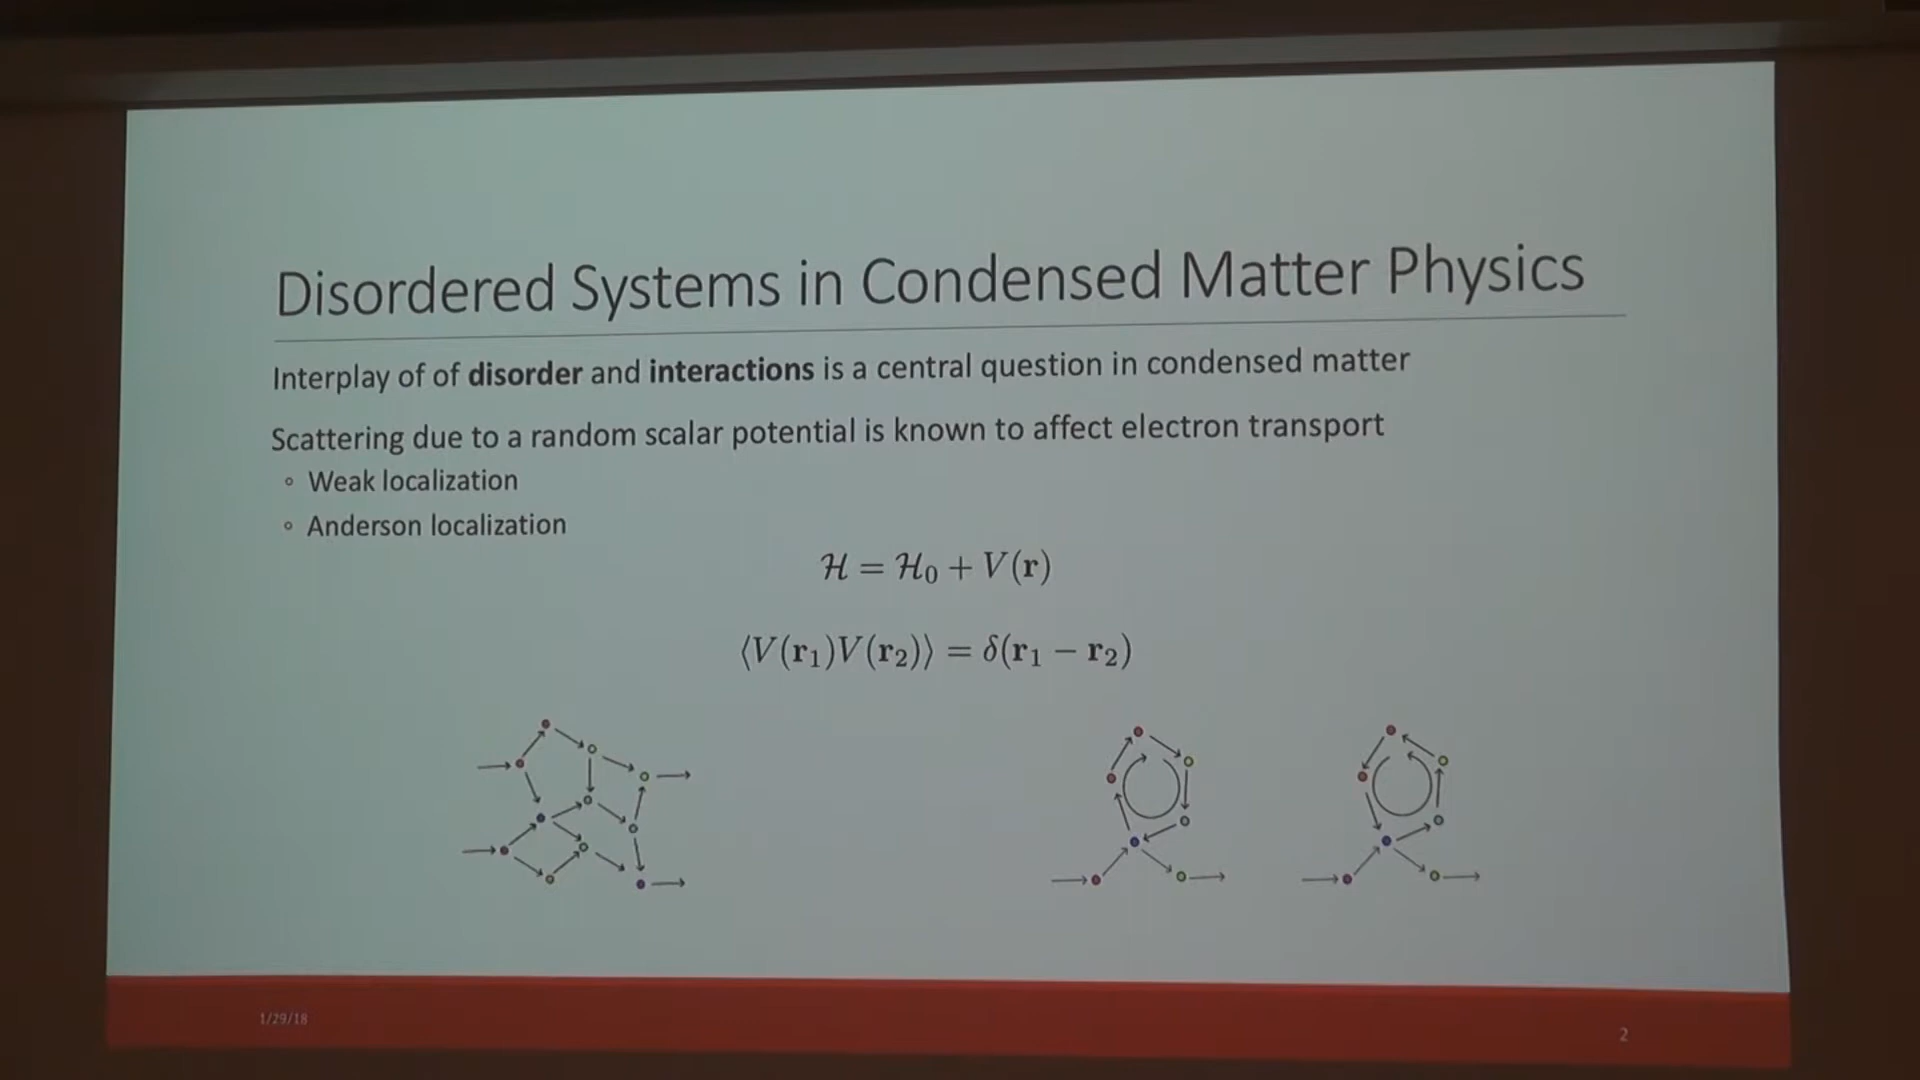 Disordered Systems in Condensed Matter Physics
Interplay of of disorder and interactions is a central question in condensed matter
Scattering due to a random scalar potential is known to affect electron transport
◦ Weak localization
◦ Anderson localization
ℋ = ℋ₀ + V(𝐫)
⟨V(𝐫₁)V(𝐫₂)⟩ = δ(𝐫₁ − 𝐫₂)
1/29/18
2